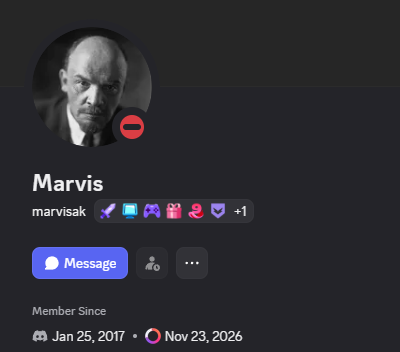 Marvis
marvisak +1
Message
Member Since
Jan 25, 2017 • Nov 23, 2026